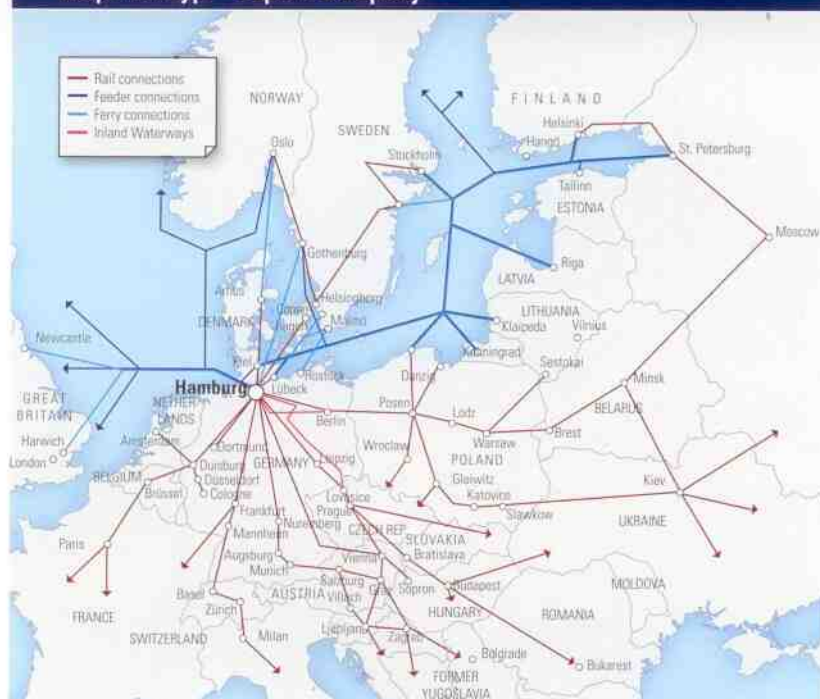 Rail connections
Feeder connections
Ferry connections
Inland Waterways
NORWAY
FINLAND
SWEDEN
Helsinki
Hangö
Oslo
Stockholm
St. Petersburg
Tallinn
ESTONIA
Gothenburg
Moscow
Riga
LATVIA
Århus
Helsingborg
DENMARK
Malmö
LITHUANIA
Klaipeda
Vilnius
Newcastle
Kiel
Rostock
Kaliningrad
Danzig
Sestokai
Hamburg
Lübeck
Minsk
GREAT
BRITAIN
NETHER
LANDS
Posen
BELARUS
Berlin
Lodz
Harwich
Amsterdam
Warsaw
Brest
London
Dortmund
Wroclaw
POLAND
Duisburg
GERMANY
Leipzig
BELGIUM
Düsseldorf
Gleiwitz
Kiev
Brüssel
Cologne
Lovosice
Katovice
Frankfurt
Prague
Slawkow
UKRAINE
Paris
Mannheim
Nuremberg
CZECH REP.
SLOVAKIA
Augsburg
Vienna
Bratislava
Munich
Salzburg
Basel
AUSTRIA
Graz
Sopron
Budapest
MOLDOVA
Zürich
Villach
HUNGARY
ROMANIA
FRANCE
Ljubljana
SWITZERLAND
Milan
Zagreb
Belgrade
Bukarest
FORMER
YUGOSLAVIA